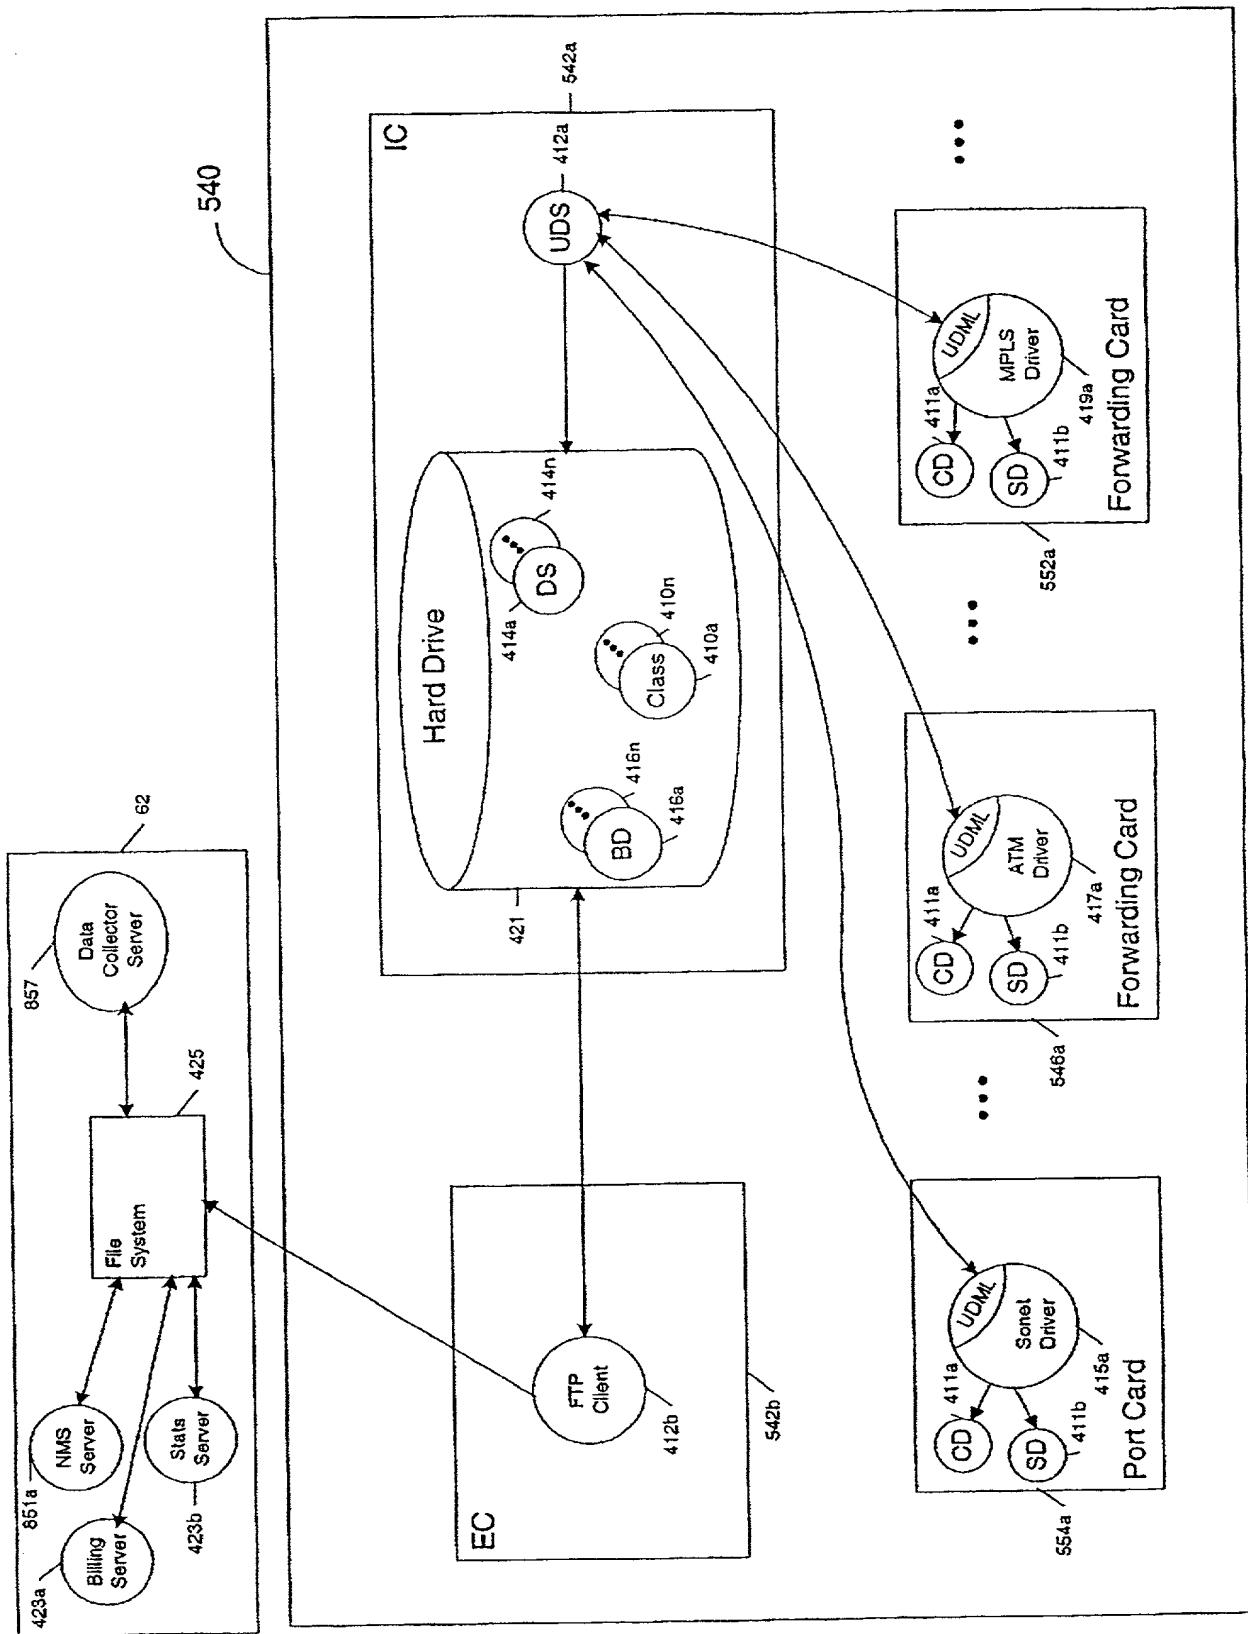 62
857
Data
Collector
Server
425
File
System
851a
NMS
Server
423a
Billing
Server
423b
Stats
Server
540
IC
542a
UDS
412a
Hard Drive
421
414n
414a
DS
410n
Class
410a
416n
BD
416a
EC
FTP
Client
412b
542b
UDML
Sonet
Driver
415a
CD
411a
SD
411b
Port Card
554a
•••
UDML
ATM
Driver
417a
CD
411a
SD
411b
Forwarding Card
546a
•••
UDML
MPLS
Driver
419a
CD
411a
SD
411b
Forwarding Card
552a
•••